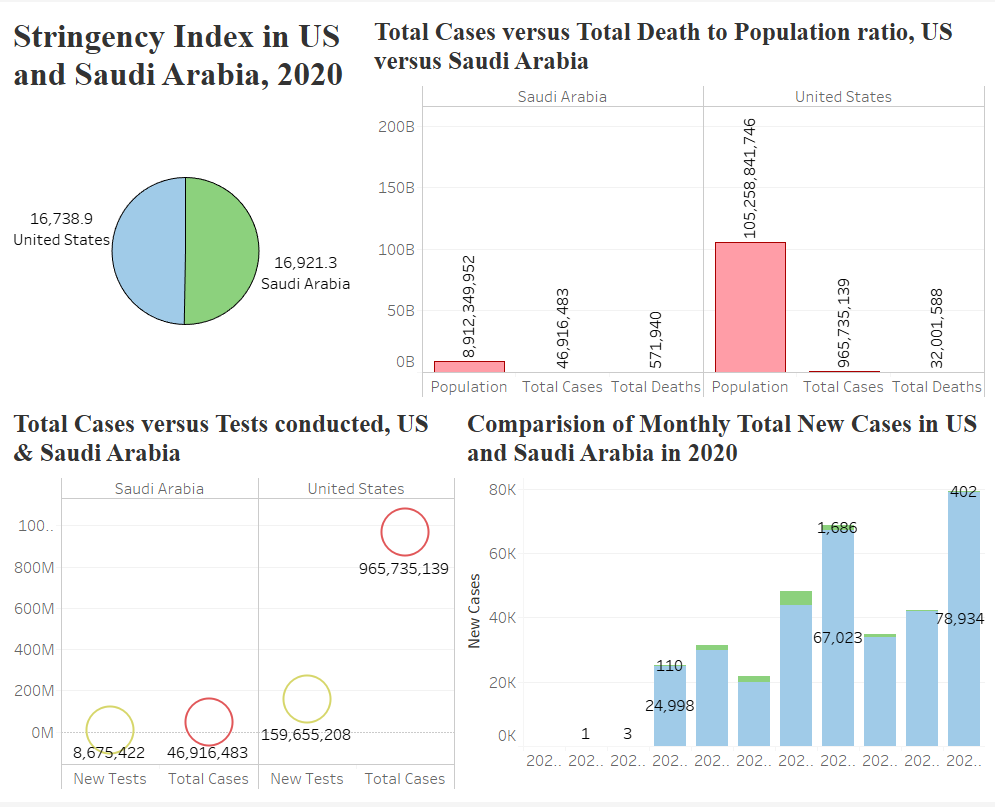 Stringency Index in US
and Saudi Arabia, 2020
16,738.9
United States
16,921.3
Saudi Arabia
Total Cases versus Total Death to Population ratio, US
versus Saudi Arabia
Saudi Arabia
United States
200B
150B
100B
50B
0B
8,912,349,952
46,916,483
571,940
105,258,841,746
965,735,139
32,001,588
Population
Total Cases
Total Deaths
Population
Total Cases
Total Deaths
Total Cases versus Tests conducted, US
& Saudi Arabia
Saudi Arabia
United States
100..
800M
600M
400M
200M
0M
8,675,422
46,916,483
159,655,208
965,735,139
New Tests
Total Cases
New Tests
Total Cases
Comparision of Monthly Total New Cases in US
and Saudi Arabia in 2020
New Cases
80K
60K
40K
20K
0K
1
3
110
24,998
1,686
67,023
402
78,934
202..
202..
202..
202..
202..
202..
202..
202..
202..
202..
202..